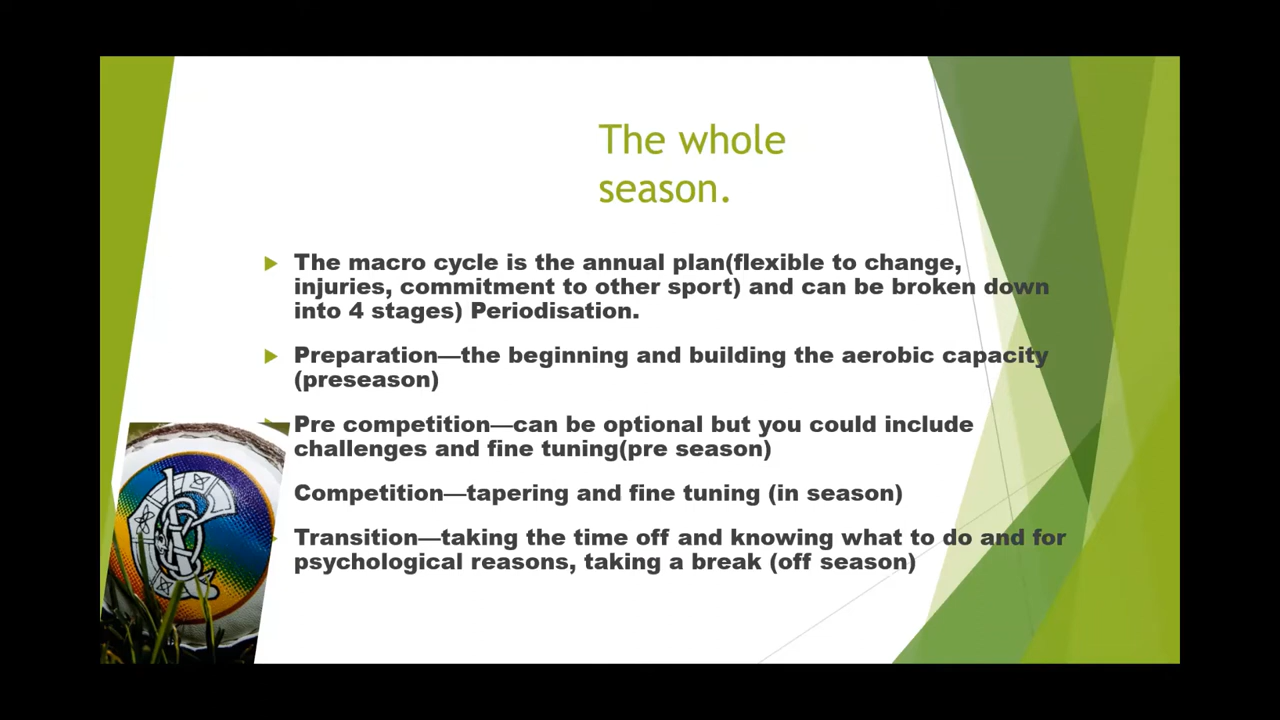 The whole
season.
The macro cycle is the annual plan(flexible to change,
injuries, commitment to other sport) and can be broken down
into 4 stages) Periodisation.
Preparation—the beginning and building the aerobic capacity
(preseason)
Pre competition—can be optional but you could include
challenges and fine tuning(pre season)
Competition—tapering and fine tuning (in season)
Transition—taking the time off and knowing what to do and for
psychological reasons, taking a break (off season)